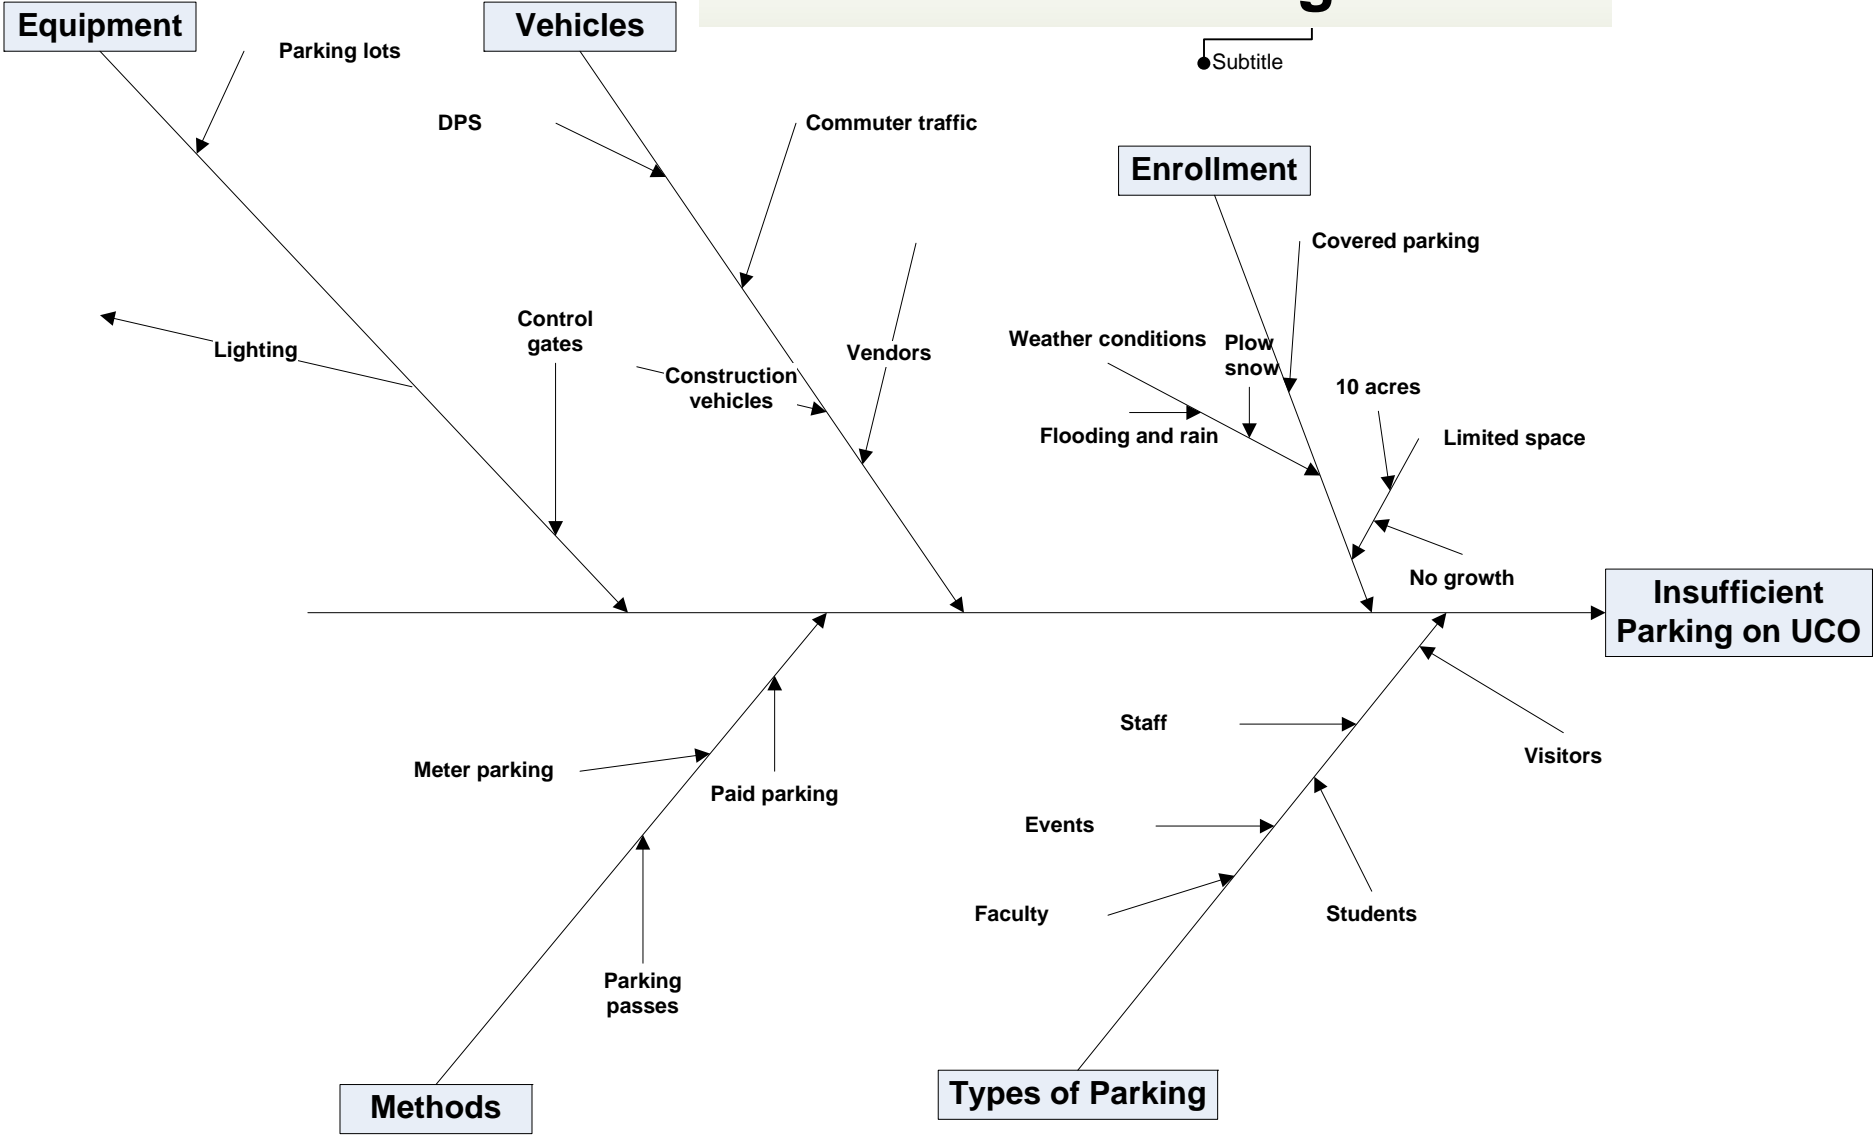 Equipment
Vehicles
g
Subtitle
Parking lots
DPS
Commuter traffic
Enrollment
Covered parking
Control
gates
Lighting
Construction
vehicles
Vendors
Weather conditions
Plow
snow
Flooding and rain
10 acres
Limited space
No growth
Insufficient
Parking on UCO
Meter parking
Paid parking
Parking
passes
Staff
Visitors
Events
Faculty
Students
Methods
Types of Parking